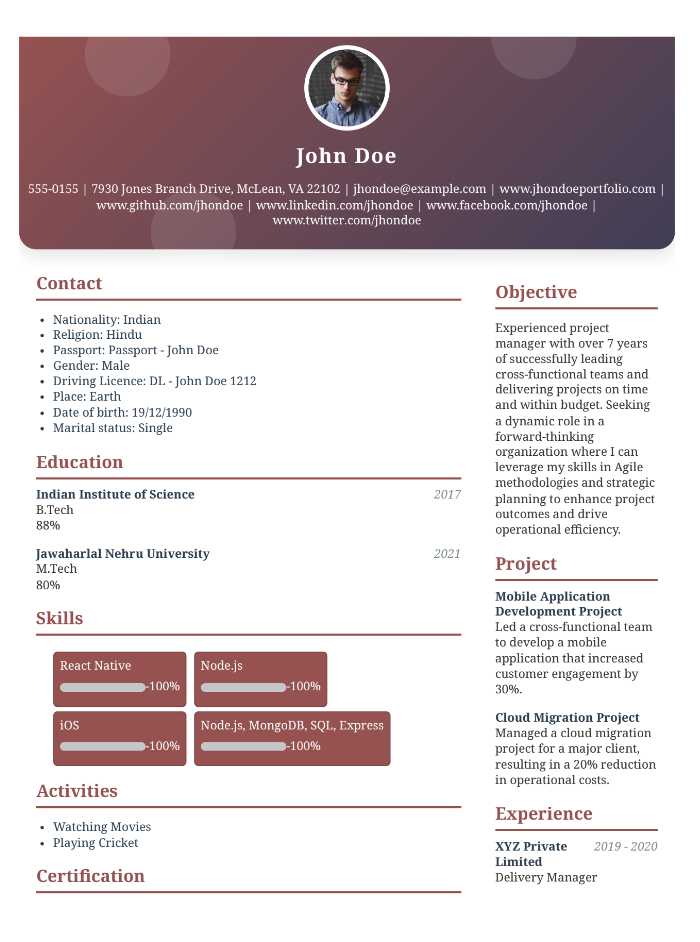 John Doe
555-0155 | 7930 Jones Branch Drive, McLean, VA 22102 | jhondoe@example.com | www.jhondoeportfolio.com |
www.github.com/jhondoe | www.linkedin.com/jhondoe | www.facebook.com/jhondoe |
www.twitter.com/jhondoe
Contact
• Nationality: Indian
• Religion: Hindu
• Passport: Passport - John Doe
• Gender: Male
• Driving Licence: DL - John Doe 1212
• Place: Earth
• Date of birth: 19/12/1990
• Marital status: Single
Education
Indian Institute of Science 2017
B.Tech
88%
Jawaharlal Nehru University 2021
M.Tech
80%
Skills
React Native
-100%
Node.js
-100%
iOS
-100%
Node.js, MongoDB, SQL, Express
-100%
Activities
• Watching Movies
• Playing Cricket
Certification
Objective
Experienced project
manager with over 7 years
of successfully leading
cross-functional teams and
delivering projects on time
and within budget. Seeking
a dynamic role in a
forward-thinking
organization where I can
leverage my skills in Agile
methodologies and strategic
planning to enhance project
outcomes and drive
operational efficiency.
Project
Mobile Application
Development Project
Led a cross-functional team
to develop a mobile
application that increased
customer engagement by
30%.
Cloud Migration Project
Managed a cloud migration
project for a major client,
resulting in a 20% reduction
in operational costs.
Experience
XYZ Private 2019 - 2020
Limited
Delivery Manager